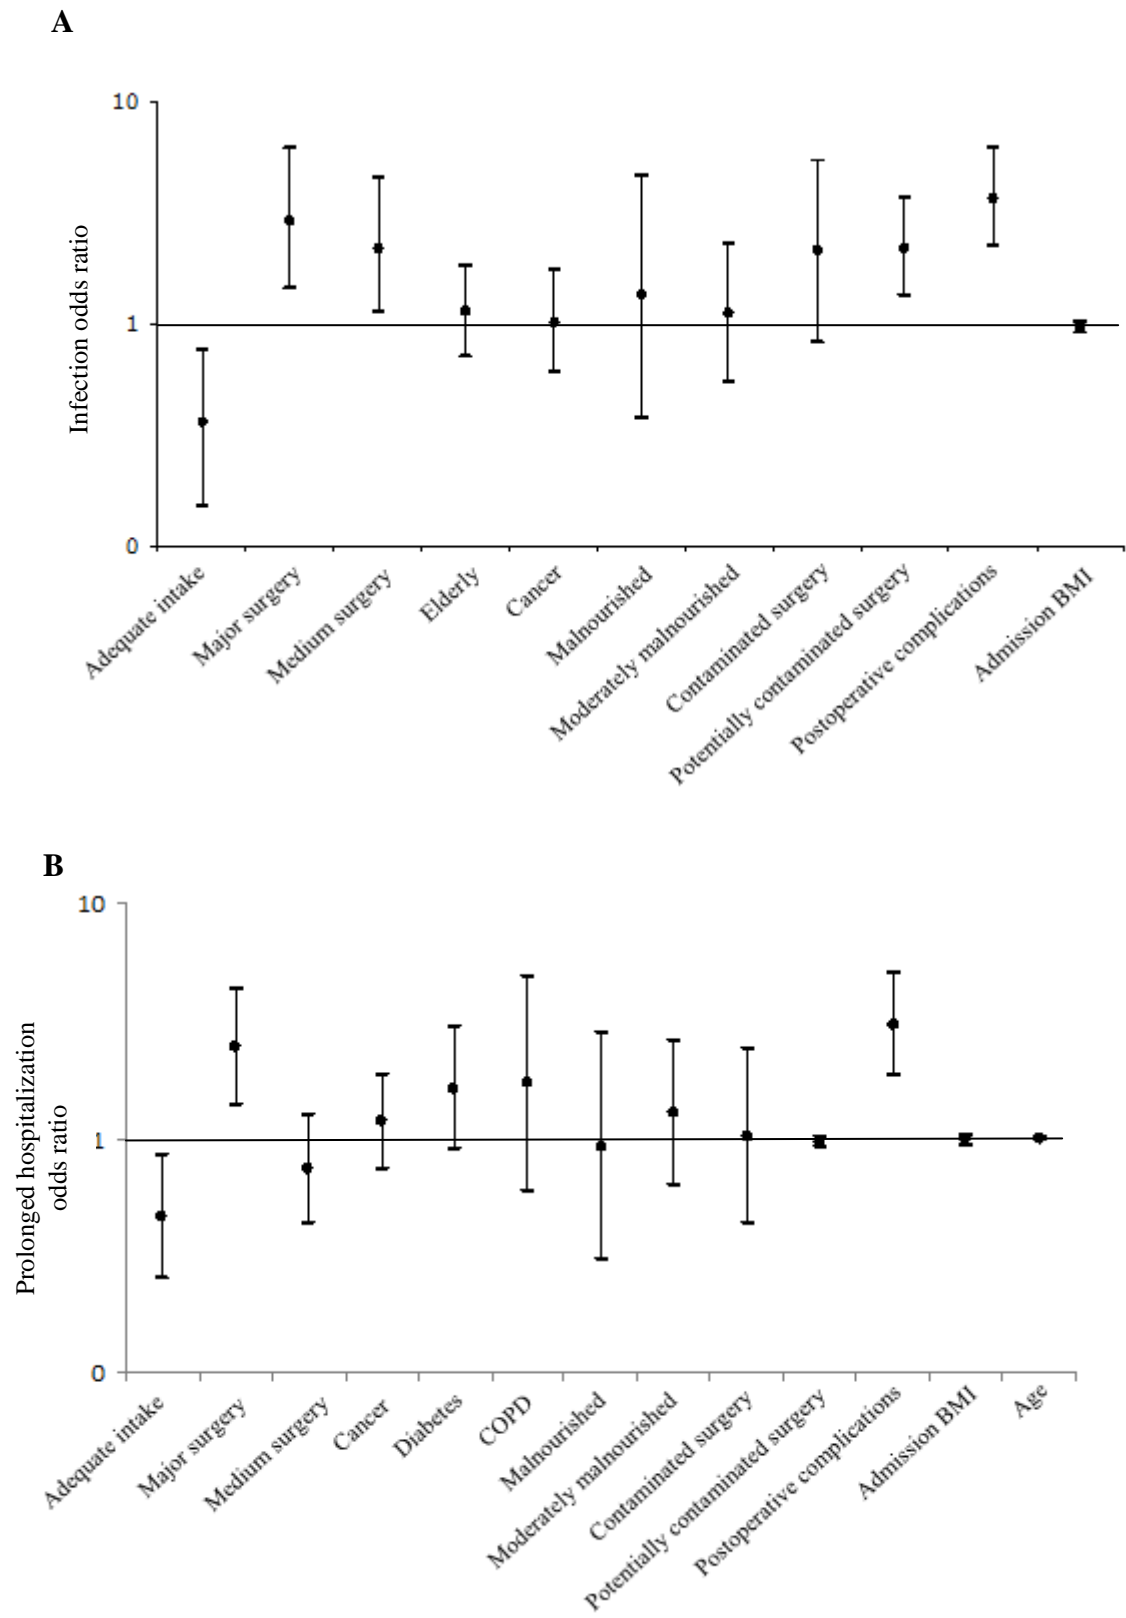 A
10
1
0
Infection odds ratio
Adequate intake
Major surgery
Medium surgery
Elderly
Cancer
Malnourished
Moderately malnourished
Contaminated surgery
Potentially contaminated surgery
Postoperative complications
Admission BMI
B
10
1
0
Prolonged hospitalization
odds ratio
Adequate intake
Major surgery
Medium surgery
Cancer
Diabetes
COPD
Malnourished
Moderately malnourished
Contaminated surgery
Potentially contaminated surgery
Postoperative complications
Admission BMI
Age